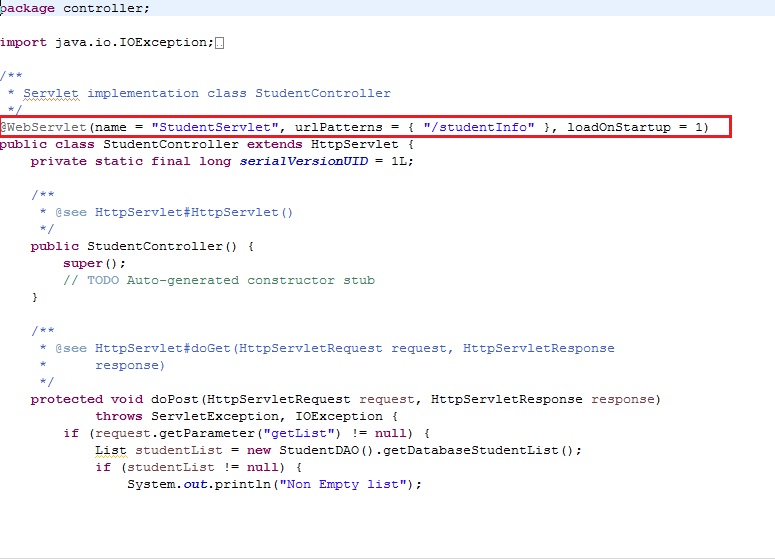 package controller;
import java.io.IOException;
/**
* Servlet implementation class StudentController
*/
@WebServlet(name = "StudentServlet", urlPatterns = { "/studentInfo" }, loadOnStartup = 1)
public class StudentController extends HttpServlet {
private static final long serialVersionUID = 1L;
/**
* @see HttpServlet#HttpServlet()
*/
public StudentController() {
super();
// TODO Auto-generated constructor stub
}
/**
* @see HttpServlet#doGet(HttpServletRequest request, HttpServletResponse
*      response)
*/
protected void doPost(HttpServletRequest request, HttpServletResponse response)
throws ServletException, IOException {
if (request.getParameter("getList") != null) {
List studentList = new StudentDAO().getDatabaseStudentList();
if (studentList != null) {
System.out.println("Non Empty list");